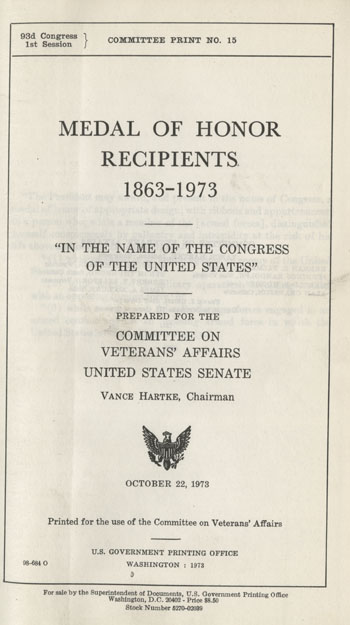 93d Congress
1st Session
COMMITTEE PRINT NO. 15
MEDAL OF HONOR
RECIPIENTS
1863–1973
"IN THE NAME OF THE CONGRESS
OF THE UNITED STATES"
PREPARED FOR THE
COMMITTEE ON
VETERANS' AFFAIRS
UNITED STATES SENATE
VANCE HARTKE, Chairman
OCTOBER 22, 1973
Printed for the use of the Committee on Veterans' Affairs
U.S. GOVERNMENT PRINTING OFFICE
98-684 O WASHINGTON : 1973
For sale by the Superintendent of Documents, U.S. Government Printing Office
Washington, D.C. 20402 - Price $8.50
Stock Number 5270-02099